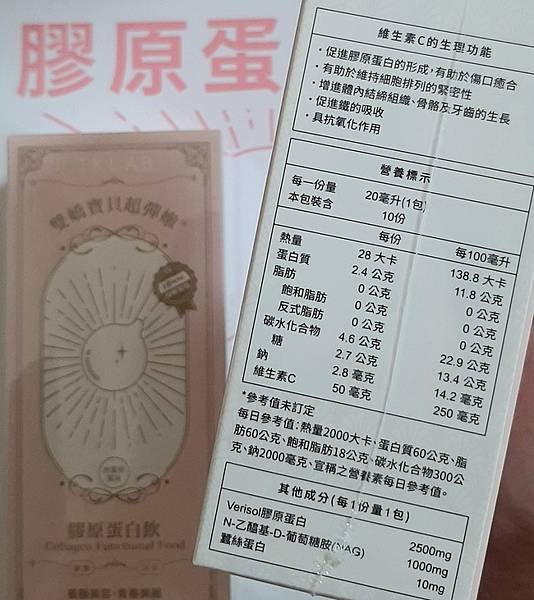 膠原蛋
雙嬌寶貝超彈嫩
膠原蛋白飲
Collagen Functional Food
維生素C的生理功能
・促進膠原蛋白的形成，有助於傷口癒合
・有助於維持細胞排列的緊密性
・增進體內結締組織、骨骼及牙齒的生長
・促進鐵的吸收
・具抗氧化作用
營養標示
每一份量 20毫升(1包)
本包裝含 10份
每份 每100毫升
熱量 28 大卡 138.8 大卡
蛋白質 2.4 公克 11.8 公克
脂肪 0 公克 0 公克
飽和脂肪 0 公克 0 公克
反式脂肪 0 公克 0 公克
碳水化合物 4.6 公克 22.9 公克
糖 2.7 公克 13.4 公克
鈉 2.8 毫克 14.2 毫克
維生素C 50 毫克 250 毫克
*參考值未訂定
每日參考值：熱量2000大卡、蛋白質60公克、脂
肪60公克、飽和脂肪18公克、碳水化合物300公
克、鈉2000毫克、宣稱之營養素每日參考值。
其他成分(每1份量1包)
Verisol膠原蛋白 2500mg
N-乙醯基-D-葡萄糖胺(NAG) 1000mg
蠶絲蛋白 10mg